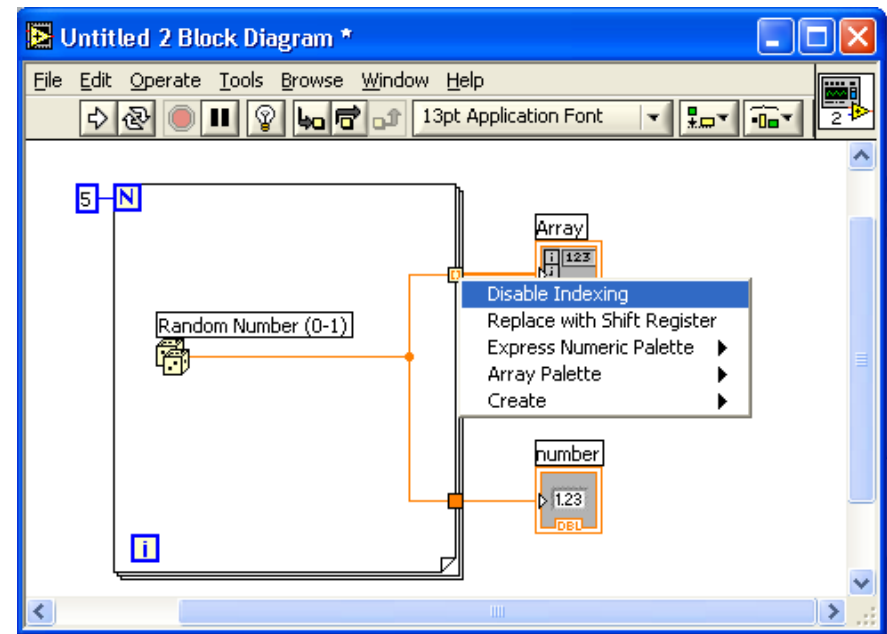 Untitled 2 Block Diagram *
File Edit Operate Tools Browse Window Help
13pt Application Font
2
5 N
Array
123
Disable Indexing
Random Number (0-1)
Replace with Shift Register
Express Numeric Palette
Array Palette
Create
number
1.23
DBL
i